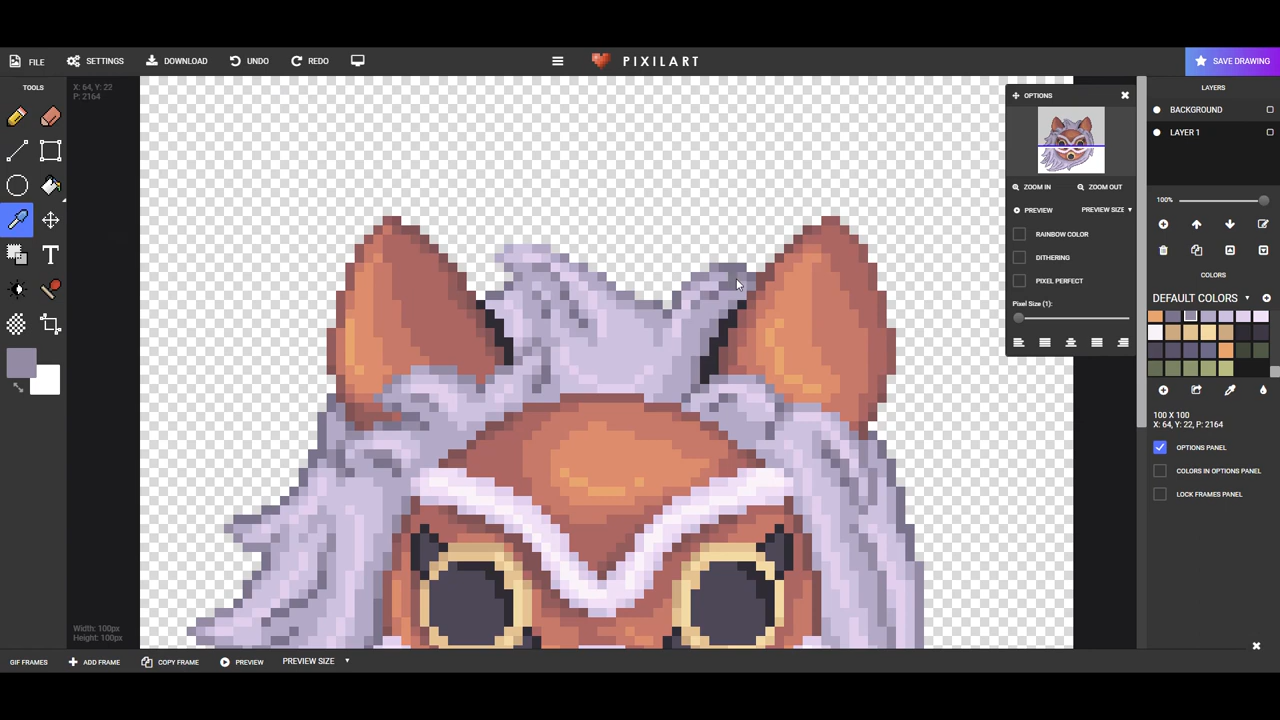 FILE SETTINGS DOWNLOAD UNDO REDO PIXILART SAVE DRAWING
TOOLS
X: 64, Y: 22
P: 2164
OPTIONS
ZOOM IN ZOOM OUT
PREVIEW PREVIEW SIZE
RAINBOW COLOR
DITHERING
PIXEL PERFECT
Pixel Size (1):
LAYERS
BACKGROUND
LAYER 1
100%
COLORS
DEFAULT COLORS
100 X 100
X: 64, Y: 22, P: 2164
OPTIONS PANEL
COLORS IN OPTIONS PANEL
LOCK FRAMES PANEL
Width: 100px
Height: 100px
GIF FRAMES ADD FRAME COPY FRAME PREVIEW PREVIEW SIZE